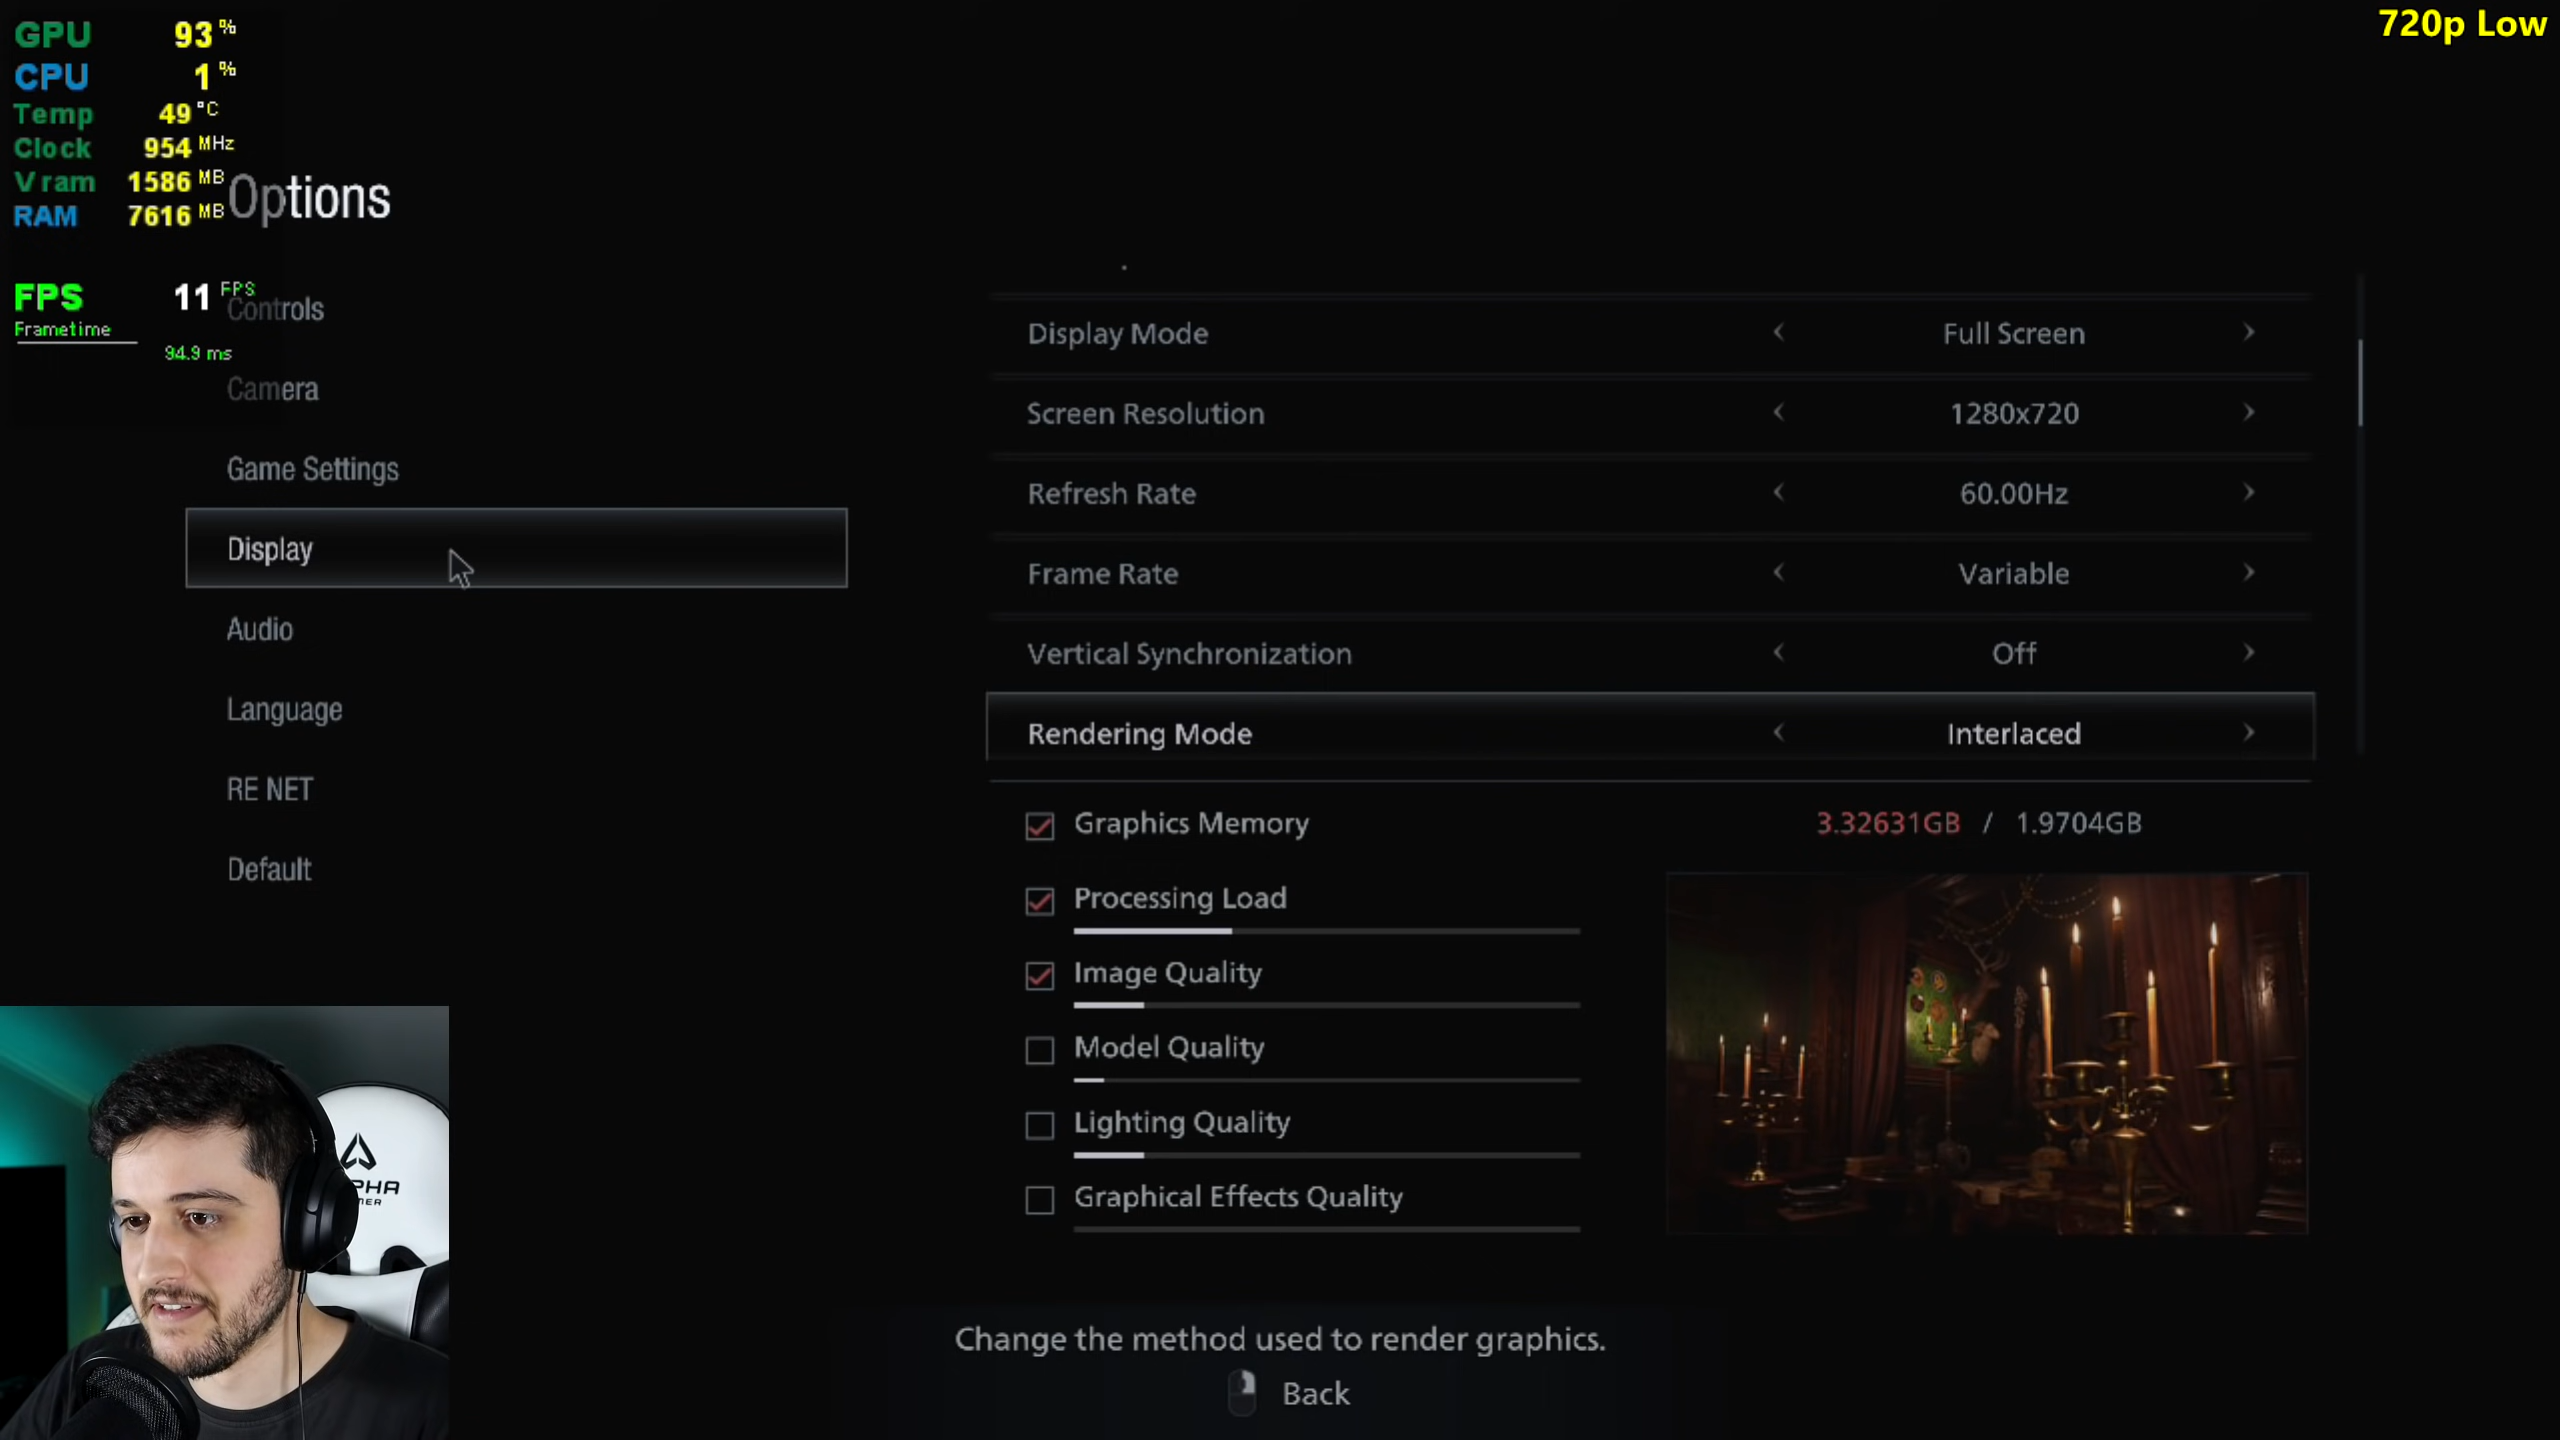 GPU 93 %
CPU 1 %
Temp 49 °C
Clock 954 MHz
Vram 1586 MB
RAM 7616 MB
FPS 11 FPS
Frametime
94.9 ms
720p Low
Options
Controls
Camera
Game Settings
Display
Audio
Language
RE NET
Default
Display Mode Full Screen
Screen Resolution 1280x720
Refresh Rate 60.00Hz
Frame Rate Variable
Vertical Synchronization Off
Rendering Mode Interlaced
Graphics Memory 3.32631GB / 1.9704GB
Processing Load
Image Quality
Model Quality
Lighting Quality
Graphical Effects Quality
Change the method used to render graphics.
Back